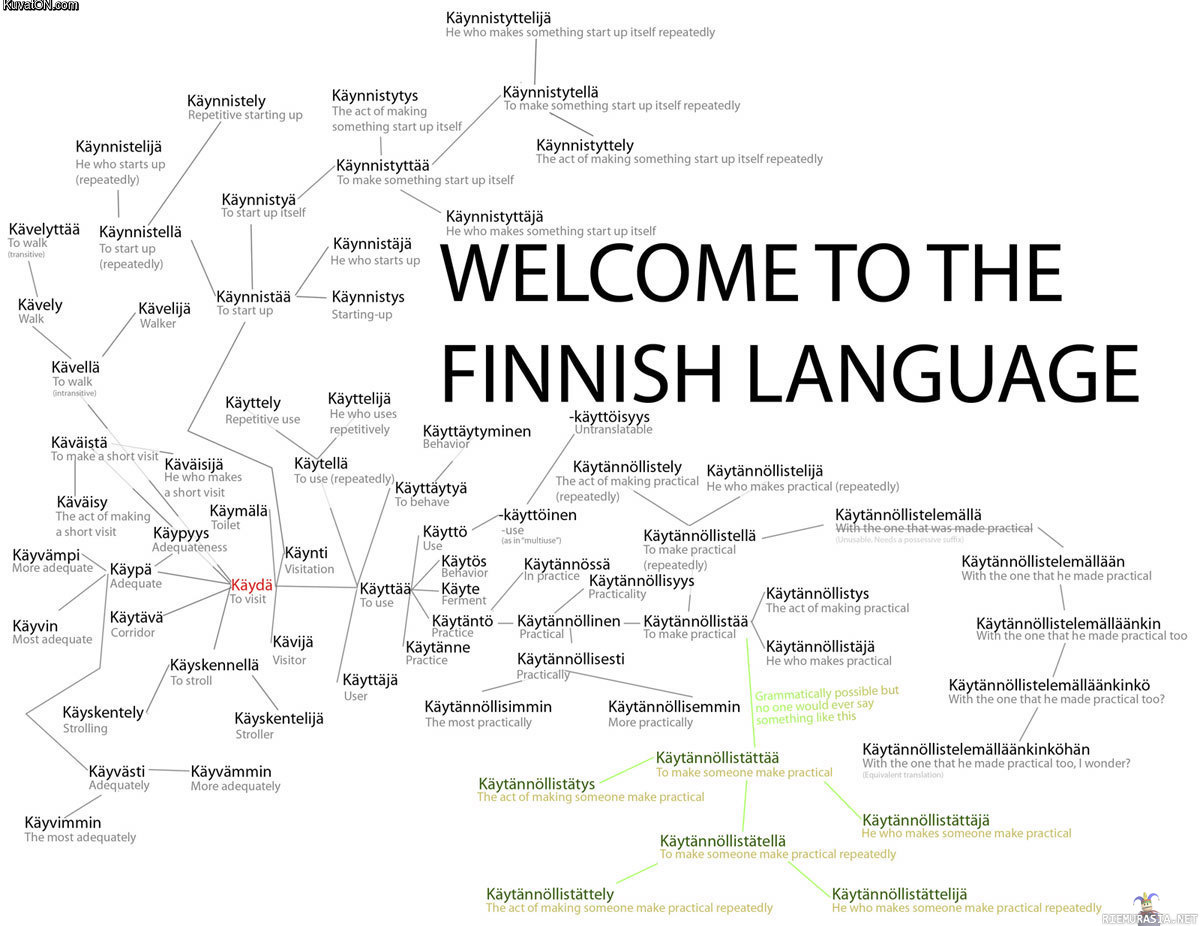 KuvatON.com
Käynnistyttelijä
He who makes something start up itself repeatedly
Käynnistely
Repetitive starting up
Käynnistytys
The act of making
something start up itself
Käynnistytellä
To make something start up itself repeatedly
Käynnistyttely
The act of making something start up itself repeatedly
Käynnistelijä
He who starts up
(repeatedly)
Käynnistyttää
To make something start up itself
Käynnistyä
To start up itself
Käynnistyttäjä
He who makes something start up itself
Kävelyttää
To walk
(transitive)
Käynnistellä
To start up
(repeatedly)
Käynnistäjä
He who starts up
WELCOME TO THE
FINNISH LANGUAGE
Käynnistää
To start up
Käynnistys
Starting-up
Kävely
Walk
Kävelijä
Walker
Kävellä
To walk
(intransitive)
Käyttely
Repetitive use
Käyttelijä
He who uses
repetitively
Käyttäytyminen
Behavior
-käyttöisyys
Untranslatable
Käväistä
To make a short visit
Käväisijä
He who makes
a short visit
Käytellä
To use (repeatedly)
Käyttäytyä
To behave
Käytännöllistely
The act of making practical
(repeatedly)
Käytännöllistelijä
He who makes practical (repeatedly)
Käväisy
The act of making
a short visit
Käymälä
Toilet
Käypyys
Adequateness
Käyttö
Use
-käyttöinen
-use
(as in "multiuse")
Käytännöllistellä
To make practical
(repeatedly)
Käytännöllistelemällä
With the one that was made practical
(Unusable. Needs a possessive suffix)
Käyvämpi
More adequate
Käypä
Adequate
Käynti
Visitation
Käytös
Behavior
Käytännössä
In practice
Käytännöllisyys
Practicality
Käytännöllistelemällään
With the one that he made practical
Käydä
To visit
Käyttää
To use
Käyte
Ferment
Käytännöllistys
The act of making practical
Käyvin
Most adequate
Käytävä
Corridor
Käytäntö
Practice
Käytännöllinen
Practical
Käytännöllistää
To make practical
Käytännöllistelemälläänkin
With the one that he made practical too
Kävijä
Visitor
Käytänne
Practice
Käytännöllistäjä
He who makes practical
Käyskennellä
To stroll
Käyttäjä
User
Käytännöllisesti
Practically
Käytännöllistelemälläänkinkö
With the one that he made practical too?
Grammatically possible but
no one would ever say
something like this
Käyskentely
Strolling
Käyskentelijä
Stroller
Käytännöllisimmin
The most practically
Käytännöllisemmin
More practically
Käytännöllistelemälläänkinköhän
With the one that he made practical too, I wonder?
(Equivalent translation)
Käyvästi
Adequately
Käyvämmin
More adequately
Käytännöllistättää
To make someone make practical
Käytännöllistätys
The act of making someone make practical
Käyvimmin
The most adequately
Käytännöllistättäjä
He who makes someone make practical
Käytännöllistätellä
To make someone make practical repeatedly
Käytännöllistättely
The act of making someone make practical repeatedly
Käytännöllistättelijä
He who makes someone make practical repeatedly
RIEMURASIA.NET